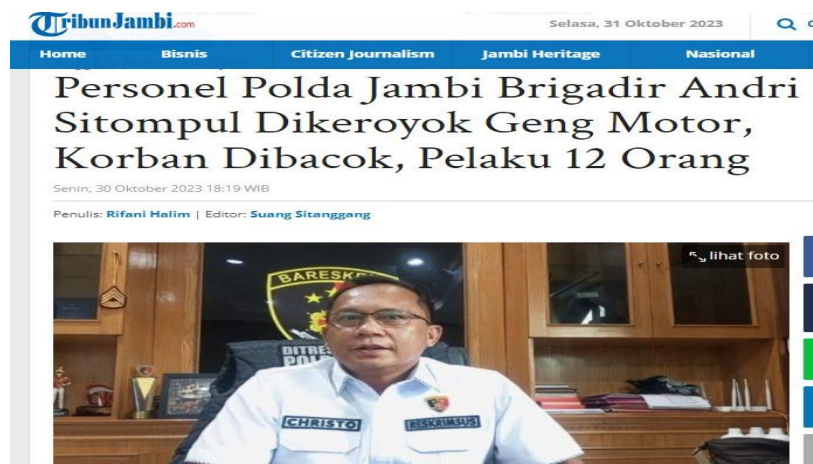 TribunJambi.com
Selasa, 31 Oktober 2023
Home Bisnis Citizen Journalism Jambi Heritage Nasional
Personel Polda Jambi Brigadir Andri
Sitompul Dikeroyok Geng Motor,
Korban Dibacok, Pelaku 12 Orang
Senin, 30 Oktober 2023 18:19 WIB
Penulis: Rifani Halim | Editor: Suang Sitanggang
lihat foto
CHRISTO
RESKRIMSUS